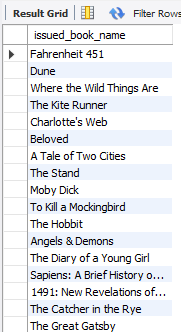 Result Grid
Filter Rows
issued_book_name
Fahrenheit 451
Dune
Where the Wild Things Are
The Kite Runner
Charlotte's Web
Beloved
A Tale of Two Cities
The Stand
Moby Dick
To Kill a Mockingbird
The Hobbit
Angels & Demons
The Diary of a Young Girl
Sapiens: A Brief History o...
1491: New Revelations of...
The Catcher in the Rye
The Great Gatsby